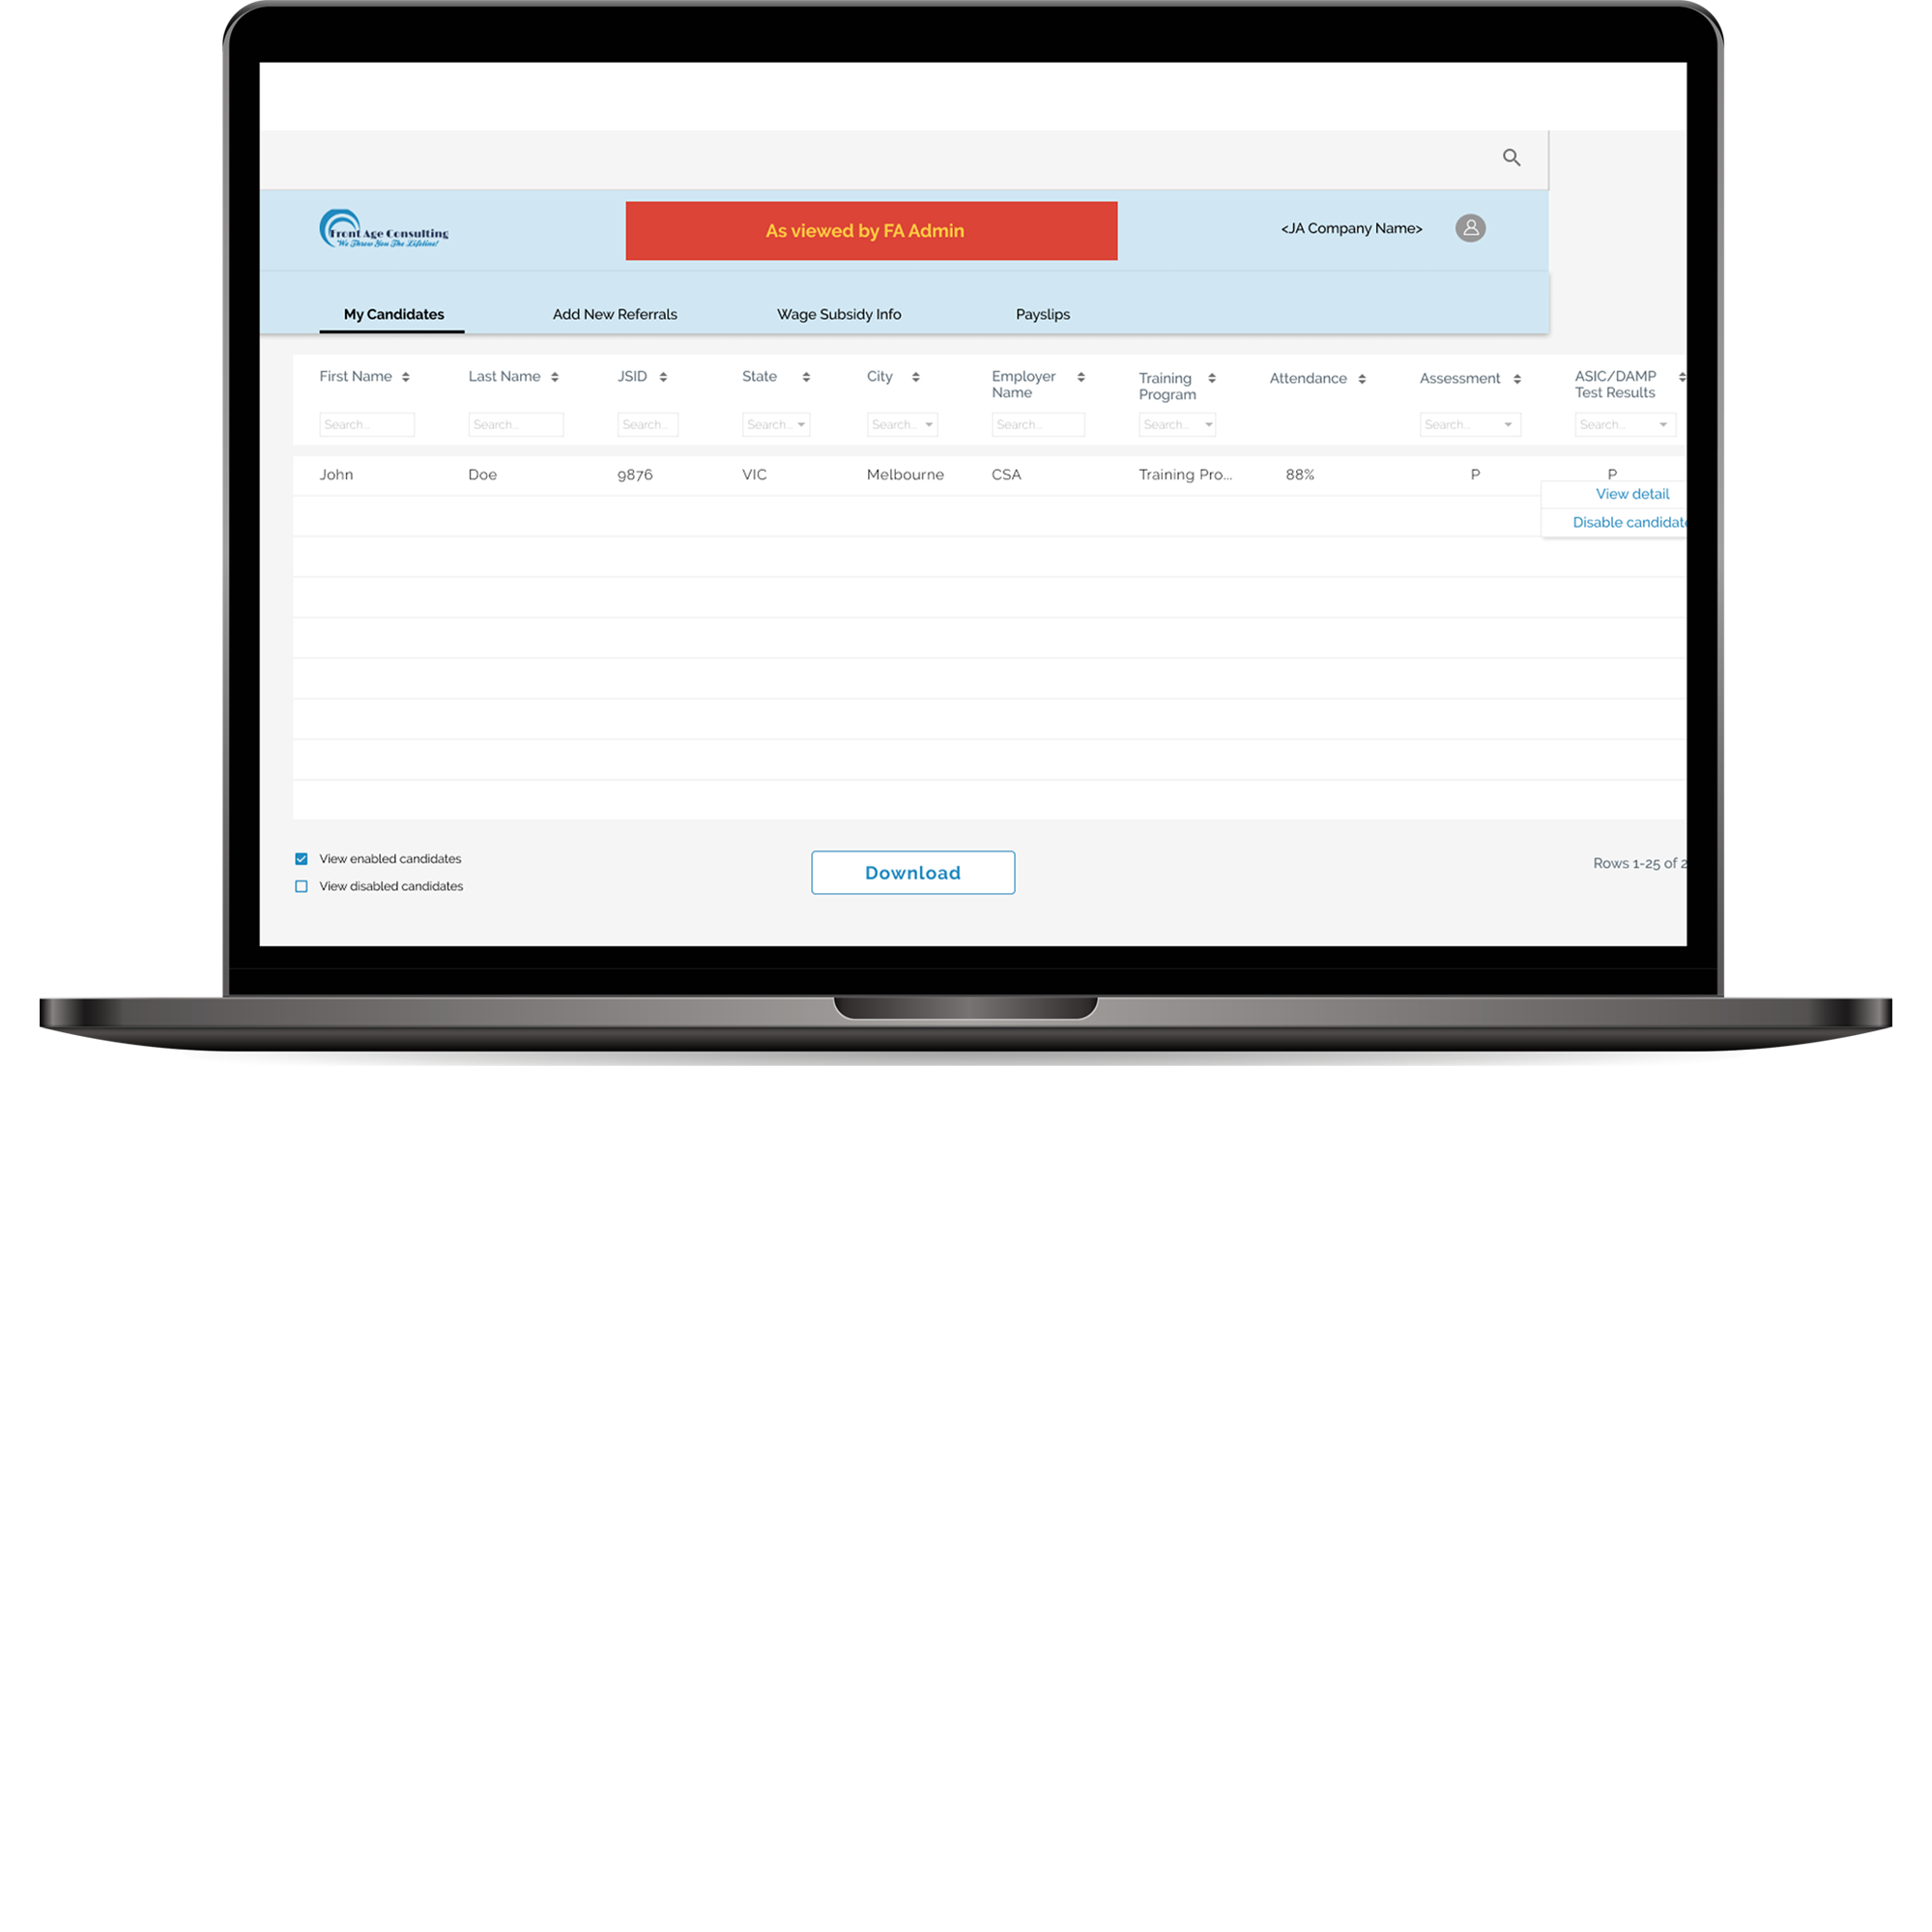 Front Age Consulting
"We Throw You The Lifeline!
As viewed by FA Admin
<JA Company Name>
My Candidates
Add New Referrals
Wage Subsidy Info
Payslips
First Name
Last Name
JSID
State
City
Employer
Name
Training
Program
Attendance
Assessment
ASIC/DAMP
Test Results
Search...
Search...
Search...
Search...
Search...
Search...
Search...
Search...
Search...
John
Doe
9876
VIC
Melbourne
CSA
Training Pro...
88%
P
P
View detail
Disable candidate
View enabled candidates
View disabled candidates
Download
Rows 1-25 of 2